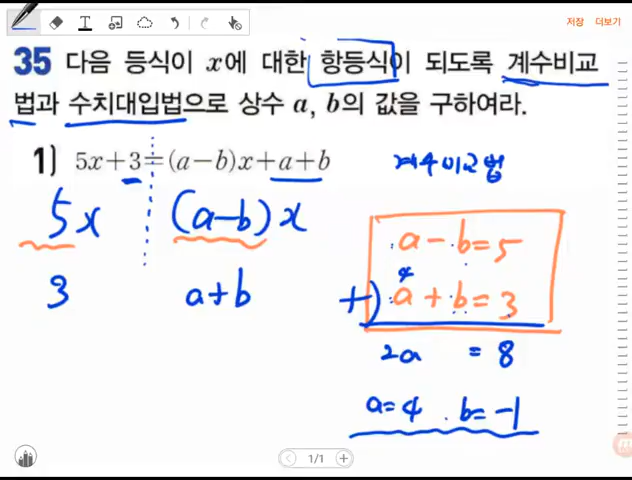 저장 더보기
35 다음 등식이 x에 대한 항등식이 되도록 계수비교
법과 수치대입법으로 상수 a, b의 값을 구하여라.
1) 5x+3=(a-b)x+a+b
계수비교법
5x (a-b)x
3 a+b
a-b=5
4
+) a+b=3
2a =8
a=4 . b=-1
1/1